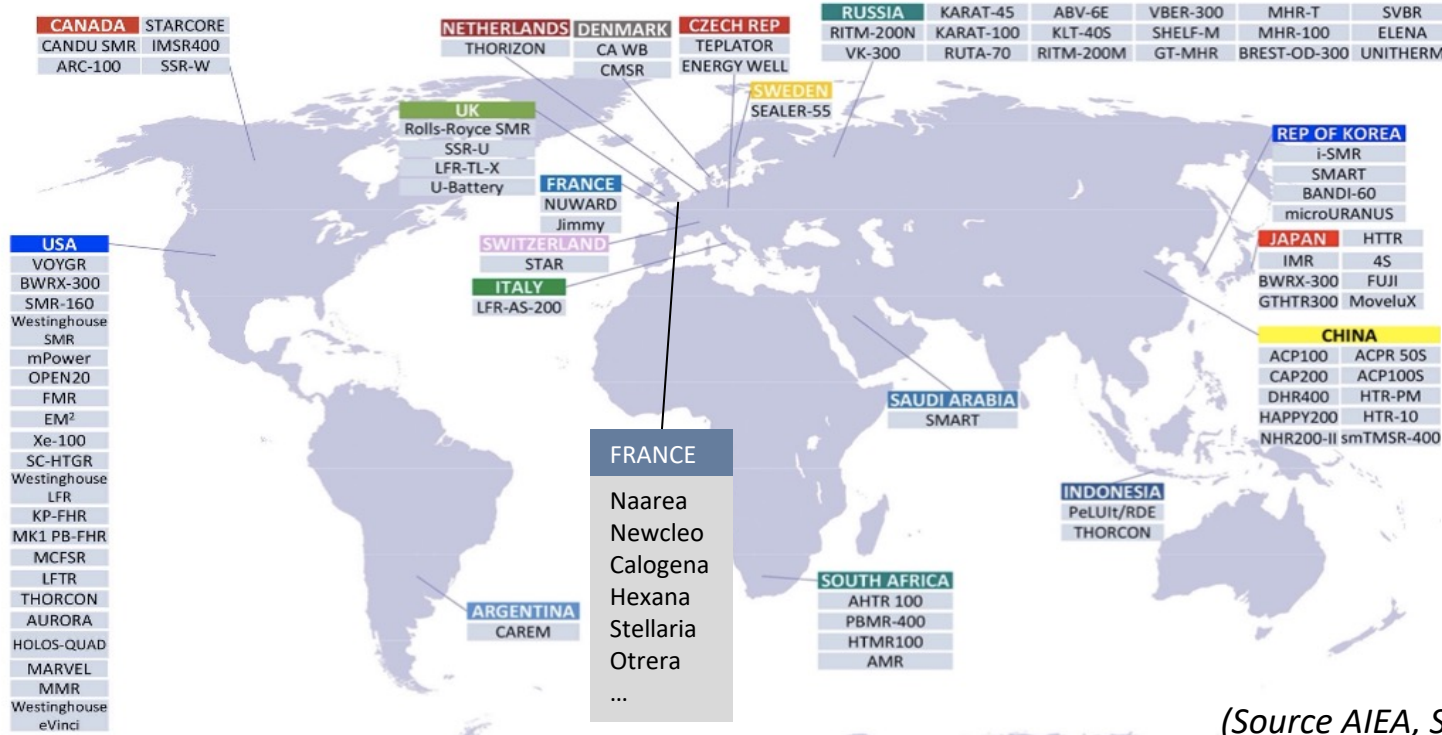 CANADA STARCORE
CANDU SMR IMSR400
ARC-100 SSR-W
NETHERLANDS
THORIZON
DENMARK
CA WB
CMSR
CZECH REP
TEPLATOR
ENERGY WELL
RUSSIA KARAT-45 ABV-6E VBER-300 MHR-T SVBR
RITM-200N KARAT-100 KLT-40S SHELF-M MHR-100 ELENA
VK-300 RUTA-70 RITM-200M GT-MHR BREST-OD-300 UNITHERM
SWEDEN
SEALER-55
UK
Rolls-Royce SMR
SSR-U
LFR-TL-X
U-Battery
FRANCE
NUWARD
Jimmy
SWITZERLAND
STAR
ITALY
LFR-AS-200
REP OF KOREA
i-SMR
SMART
BANDI-60
microURANUS
JAPAN HTTR
IMR 4S
BWRX-300 FUJI
GTHTR300 MoveluX
CHINA
ACP100 ACPR 50S
CAP200 ACP100S
DHR400 HTR-PM
HAPPY200 HTR-10
NHR200-II smTMSR-400
USA
VOYGR
BWRX-300
SMR-160
Westinghouse
SMR
mPower
OPEN20
FMR
EM²
Xe-100
SC-HTGR
Westinghouse
LFR
KP-FHR
MK1 PB-FHR
MCFSR
LFTR
THORCON
AURORA
HOLOS-QUAD
MARVEL
MMR
Westinghouse
eVinci
SAUDI ARABIA
SMART
FRANCE
Naarea
Newcleo
Calogena
Hexana
Stellaria
Otrera
…
INDONESIA
PeLUIt/RDE
THORCON
ARGENTINA
CAREM
SOUTH AFRICA
AHTR 100
PBMR-400
HTMR100
AMR
(Source AIEA, S